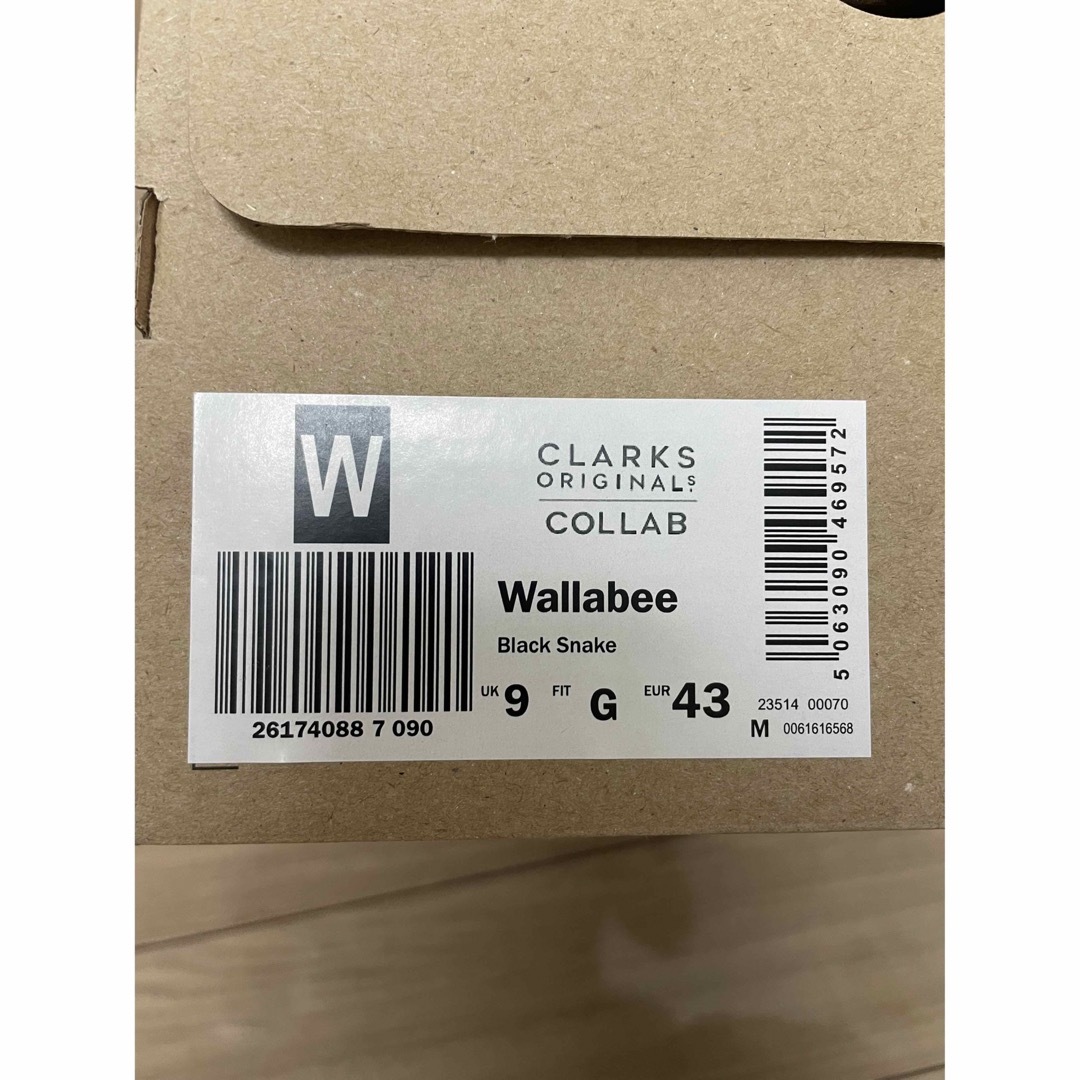 W
CLARKS
ORIGINALS.
COLLAB
Wallabee
Black Snake
UK 9 FIT G EUR 43
26174088 7 090
5 063090 469572
23514 00070
M 0061616568